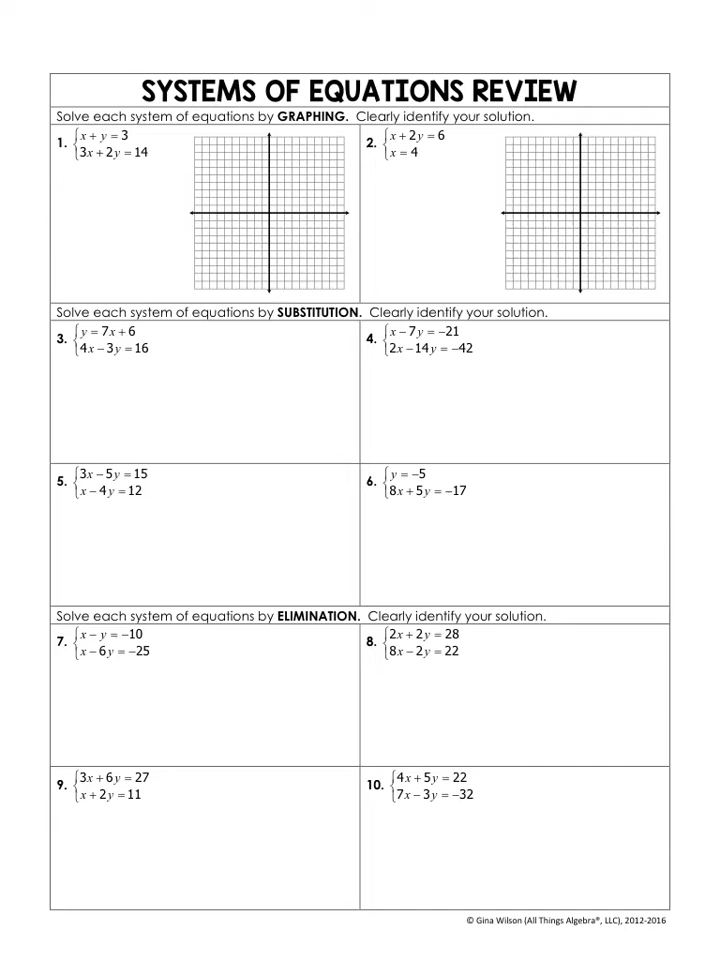 SYSTEMS OF EQUATIONS REVIEW
Solve each system of equations by GRAPHING. Clearly identify your solution.
1. { x + y = 3
3x + 2y = 14
2. { x + 2y = 6
x = 4
Solve each system of equations by SUBSTITUTION. Clearly identify your solution.
3. { y = 7x + 6
4x – 3y = 16
4. { x – 7y = –21
2x – 14y = –42
5. { 3x – 5y = 15
x – 4y = 12
6. { y = –5
8x + 5y = –17
Solve each system of equations by ELIMINATION. Clearly identify your solution.
7. { x – y = –10
x – 6y = –25
8. { 2x + 2y = 28
8x – 2y = 22
9. { 3x + 6y = 27
x + 2y = 11
10. { 4x + 5y = 22
7x – 3y = –32
© Gina Wilson (All Things Algebra®, LLC), 2012-2016